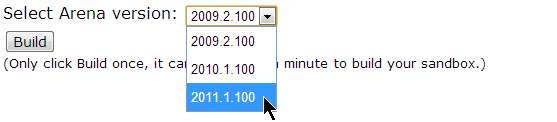 Select Arena version: 2009.2.100
2009.2.100
Build
2010.1.100
(Only click Build once, it can minute to build your sandbox.)
2011.1.100